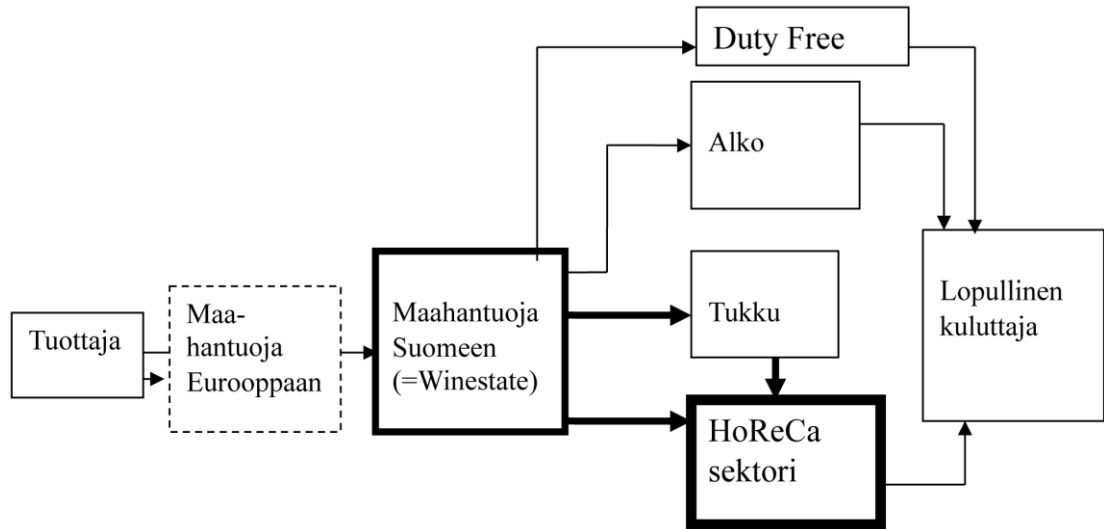 Duty Free
Alko
Tuottaja
Maa-
hantuoja
Eurooppaan
Maahantuoja
Suomeen
(=Winestate)
Tukku
HoReCa
sektori
Lopullinen
kuluttaja